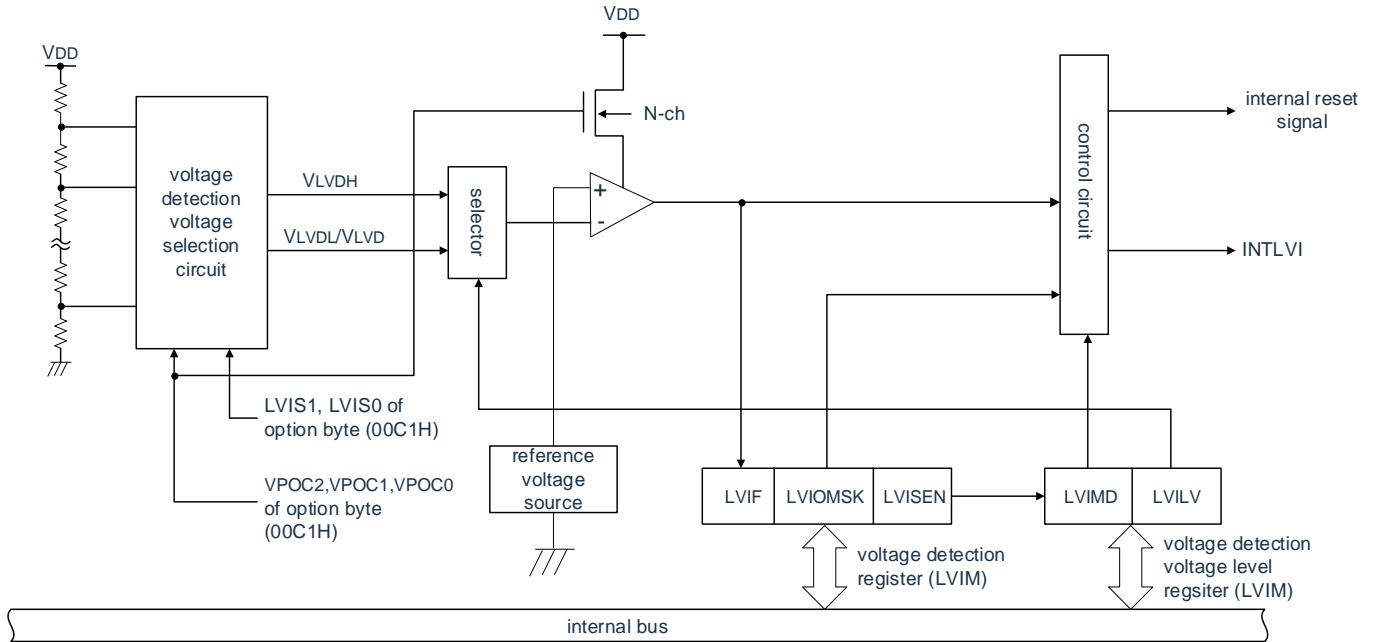 VDD
VDD
N-ch
internal reset
signal
voltage
detection
voltage
selection
circuit
VLVDH
VLVDL/VLVD
selector
+
-
control circuit
INTLVI
LVIS1, LVIS0 of
option byte (00C1H)
VPOC2,VPOC1,VPOC0
of option byte
(00C1H)
reference
voltage
source
LVIF
LVIOMSK
LVISEN
LVIMD
LVILV
voltage detection
register (LVIM)
voltage detection
voltage level
regsiter (LVIM)
internal bus